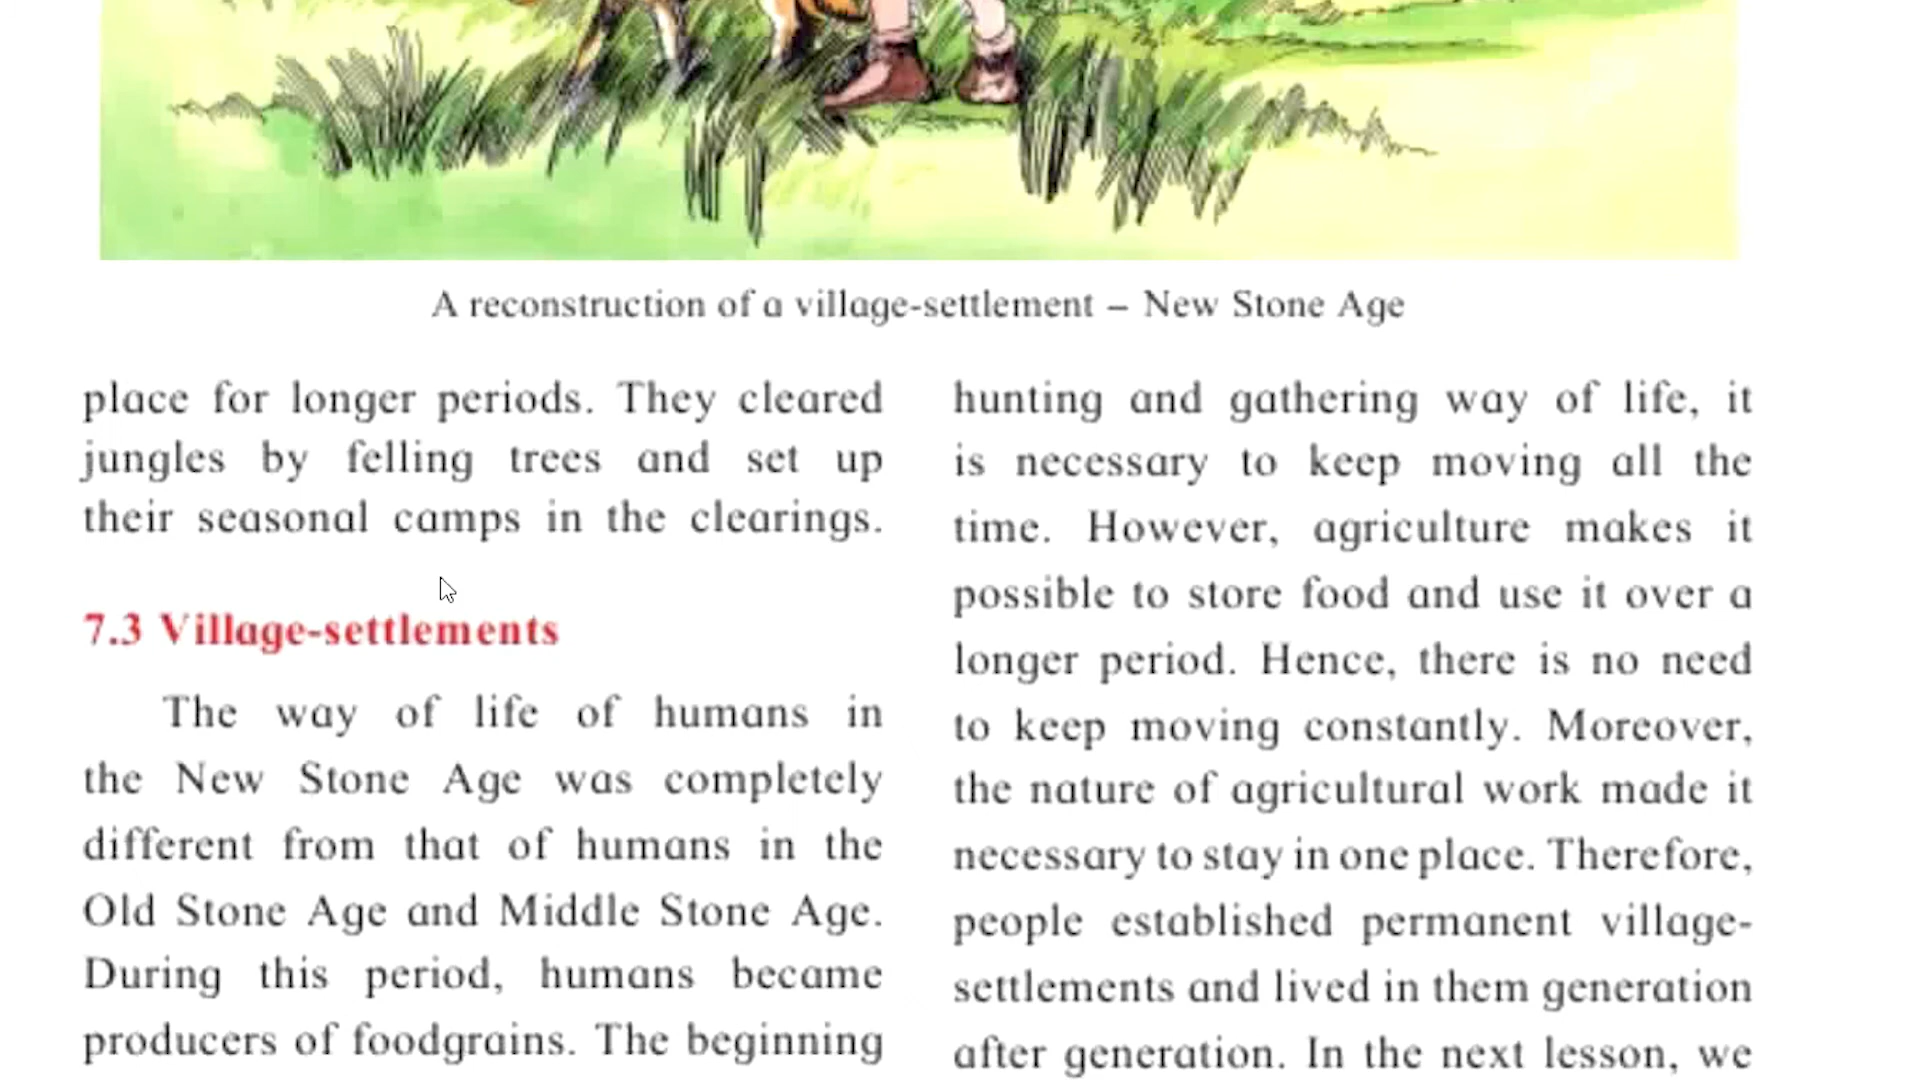 A reconstruction of a village-settlement – New Stone Age
place for longer periods. They cleared
jungles by felling trees and set up
their seasonal camps in the clearings.
7.3 Village-settlements
The way of life of humans in
the New Stone Age was completely
different from that of humans in the
Old Stone Age and Middle Stone Age.
During this period, humans became
producers of foodgrains. The beginning
hunting and gathering way of life, it
is necessary to keep moving all the
time. However, agriculture makes it
possible to store food and use it over a
longer period. Hence, there is no need
to keep moving constantly. Moreover,
the nature of agricultural work made it
necessary to stay in one place. Therefore,
people established permanent village-
settlements and lived in them generation
after generation. In the next lesson, we